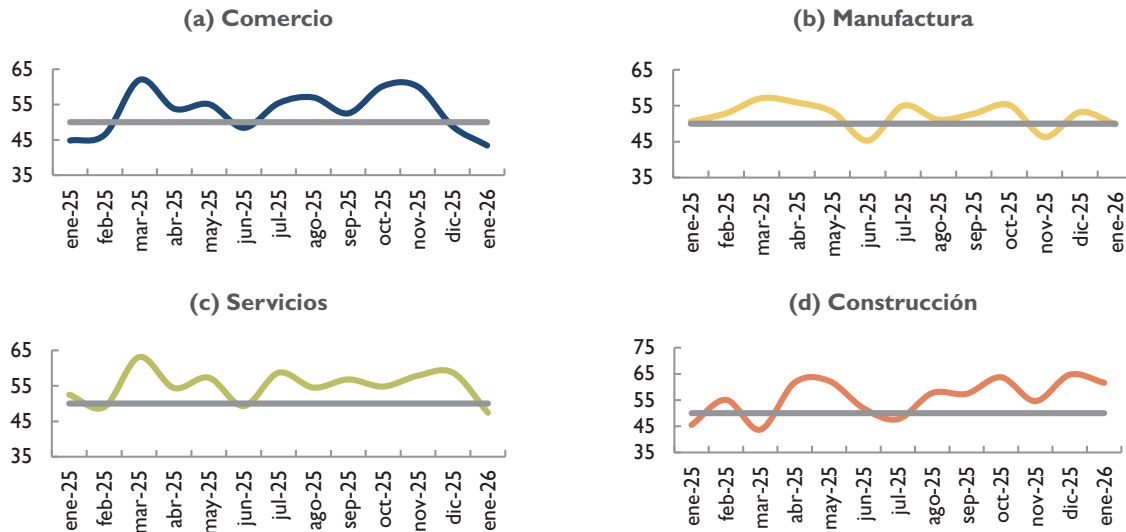 (a) Comercio
65
55
45
35
ene-25
feb-25
mar-25
abr-25
may-25
jun-25
jul-25
ago-25
sep-25
oct-25
nov-25
dic-25
ene-26
(b) Manufactura
65
55
45
35
ene-25
feb-25
mar-25
abr-25
may-25
jun-25
jul-25
ago-25
sep-25
oct-25
nov-25
dic-25
ene-26
(c) Servicios
65
55
45
35
ene-25
feb-25
mar-25
abr-25
may-25
jun-25
jul-25
ago-25
sep-25
oct-25
nov-25
dic-25
ene-26
(d) Construcción
75
65
55
45
35
ene-25
feb-25
mar-25
abr-25
may-25
jun-25
jul-25
ago-25
sep-25
oct-25
nov-25
dic-25
ene-26